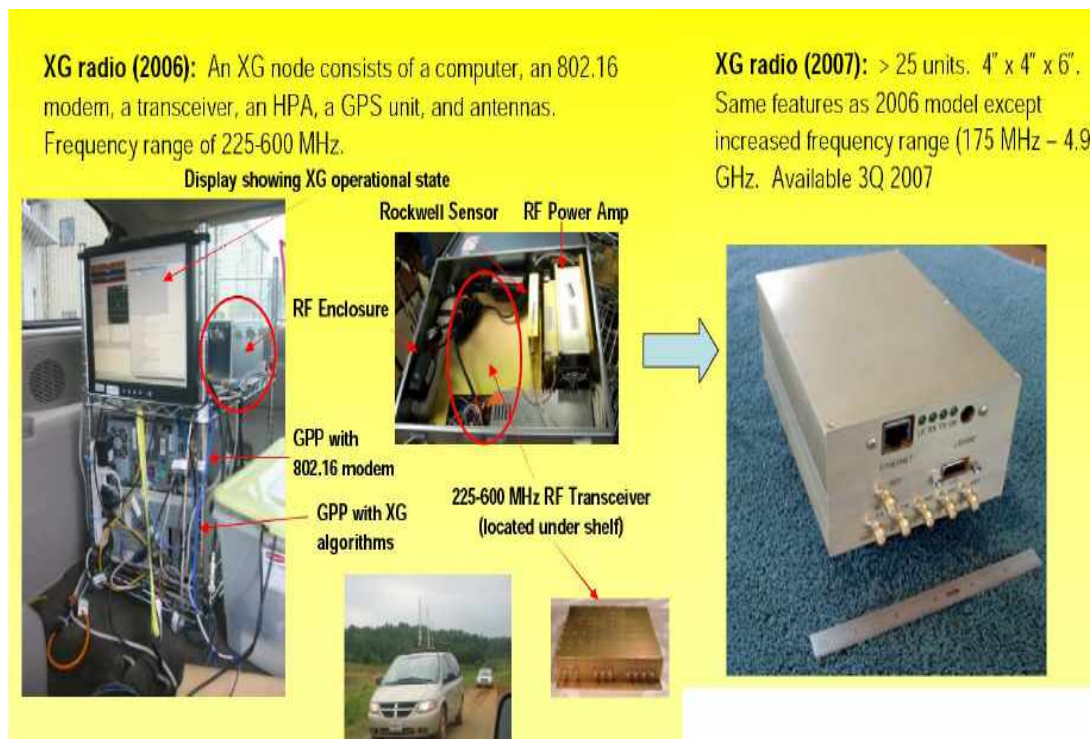 XG radio (2006): An XG node consists of a computer, an 802.16
modem, a transceiver, an HPA, a GPS unit, and antennas.
Frequency range of 225-600 MHz.
XG radio (2007): > 25 units. 4" x 4" x 6".
Same features as 2006 model except
increased frequency range (175 MHz – 4.9
GHz. Available 3Q 2007
Display showing XG operational state
Rockwell Sensor
RF Power Amp
RF Enclosure
GPP with
802.16 modem
GPP with XG
algorithms
225-600 MHz RF Transceiver
(located under shelf)
ETHERNET